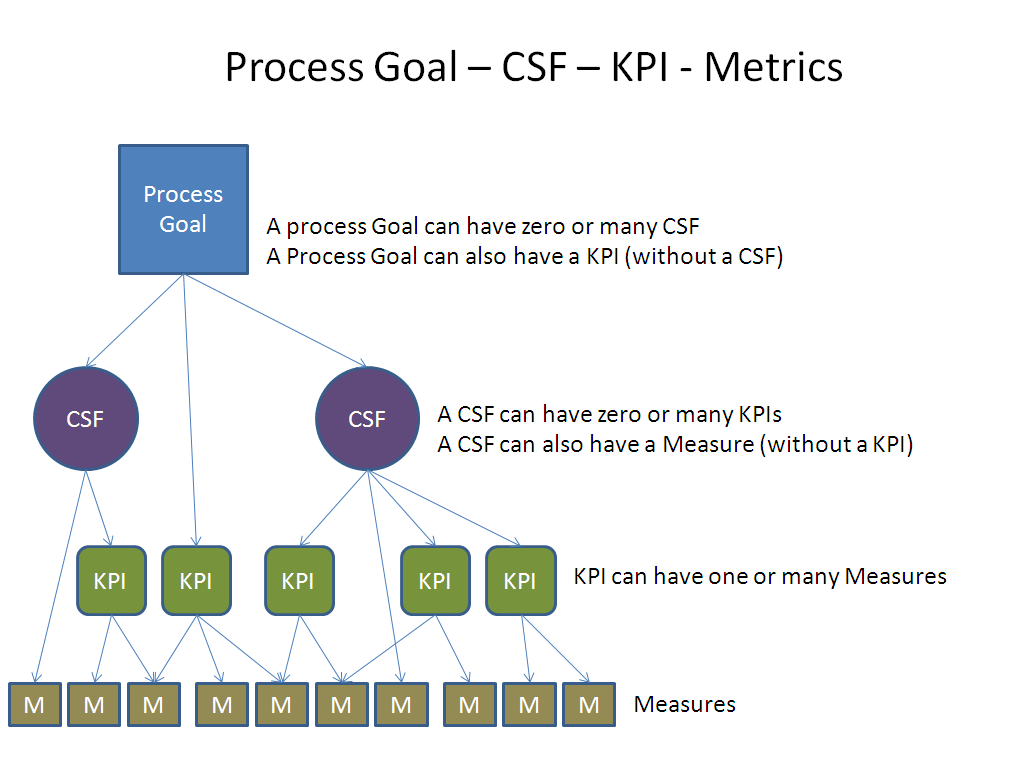 Process Goal – CSF – KPI - Metrics
Process
Goal
A process Goal can have zero or many CSF
A Process Goal can also have a KPI (without a CSF)
CSF
CSF
A CSF can have zero or many KPIs
A CSF can also have a Measure (without a KPI)
KPI
KPI
KPI
KPI
KPI
KPI can have one or many Measures
M
M
M
M
M
M
M
M
M
M
Measures